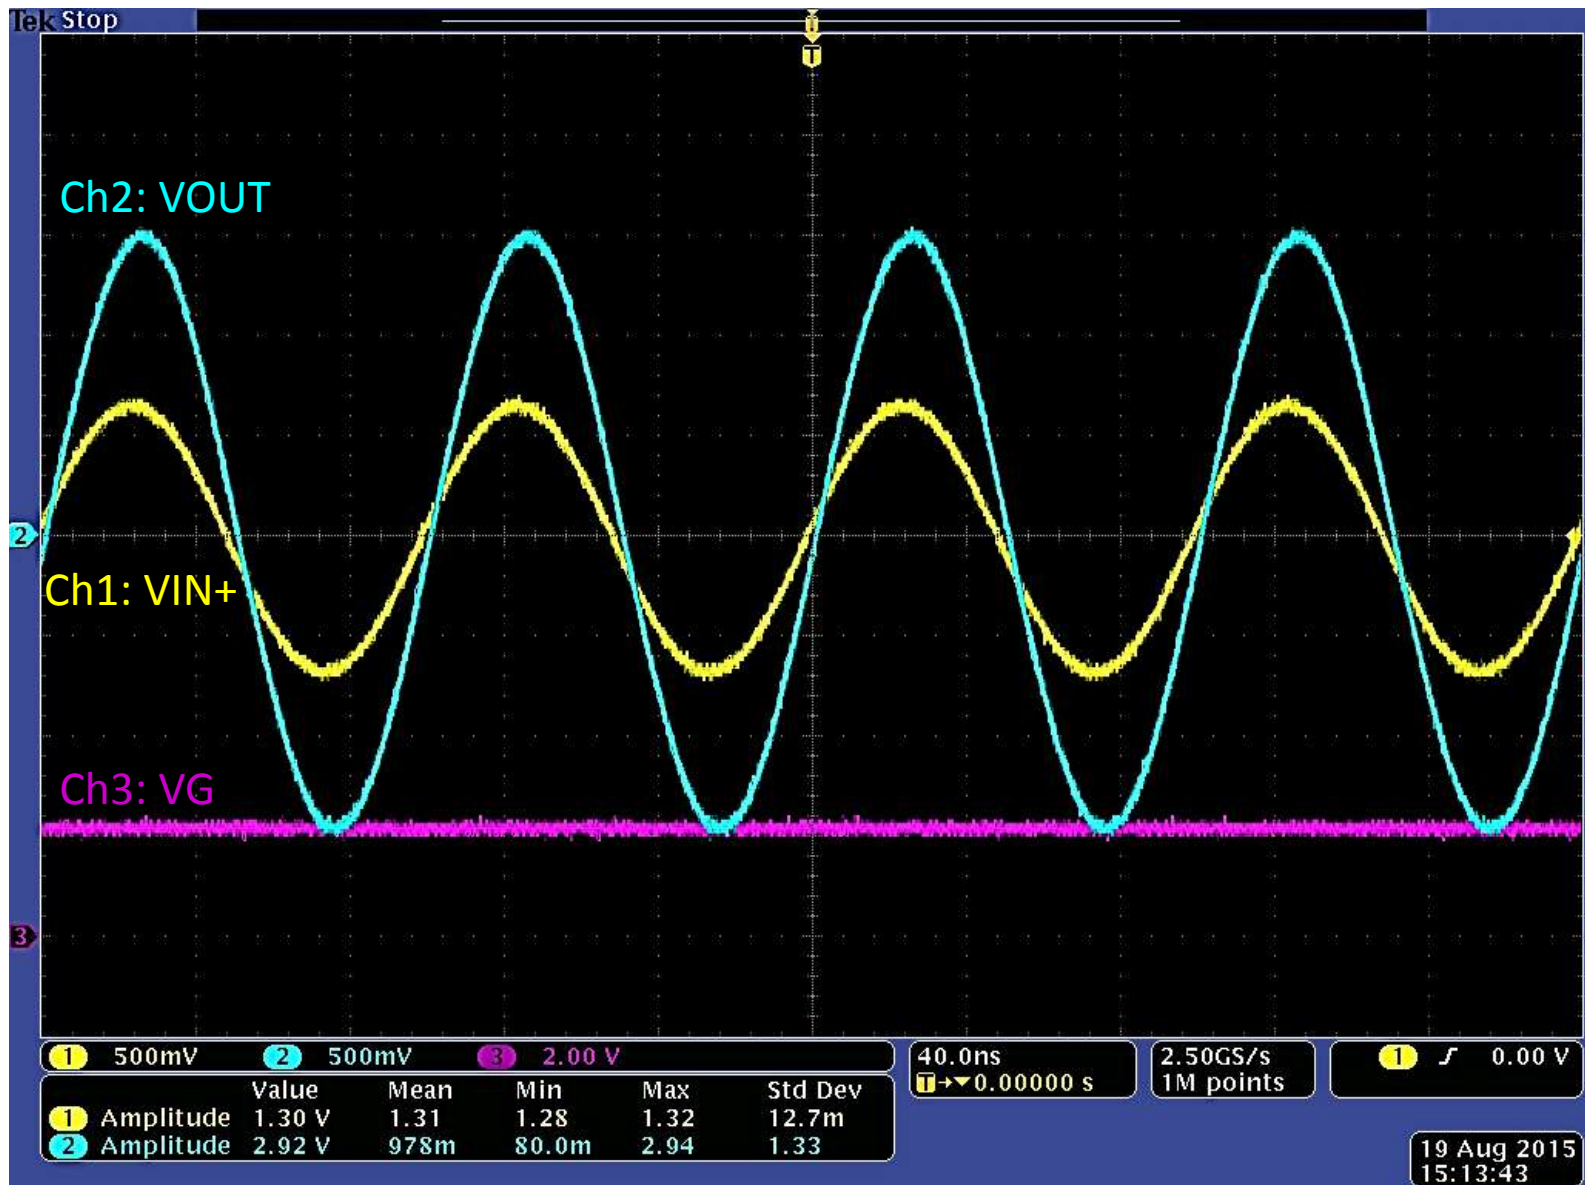 Tek Stop
T
Ch2: VOUT
2
Ch1: VIN+
Ch3: VG
3
1 500mV 2 500mV 3 2.00 V
40.0ns
T→▼0.00000 s
2.50GS/s
1M points
1 0.00 V
Value Mean Min Max Std Dev
1 Amplitude 1.30 V 1.31 1.28 1.32 12.7m
2 Amplitude 2.92 V 978m 80.0m 2.94 1.33
19 Aug 2015
15:13:43